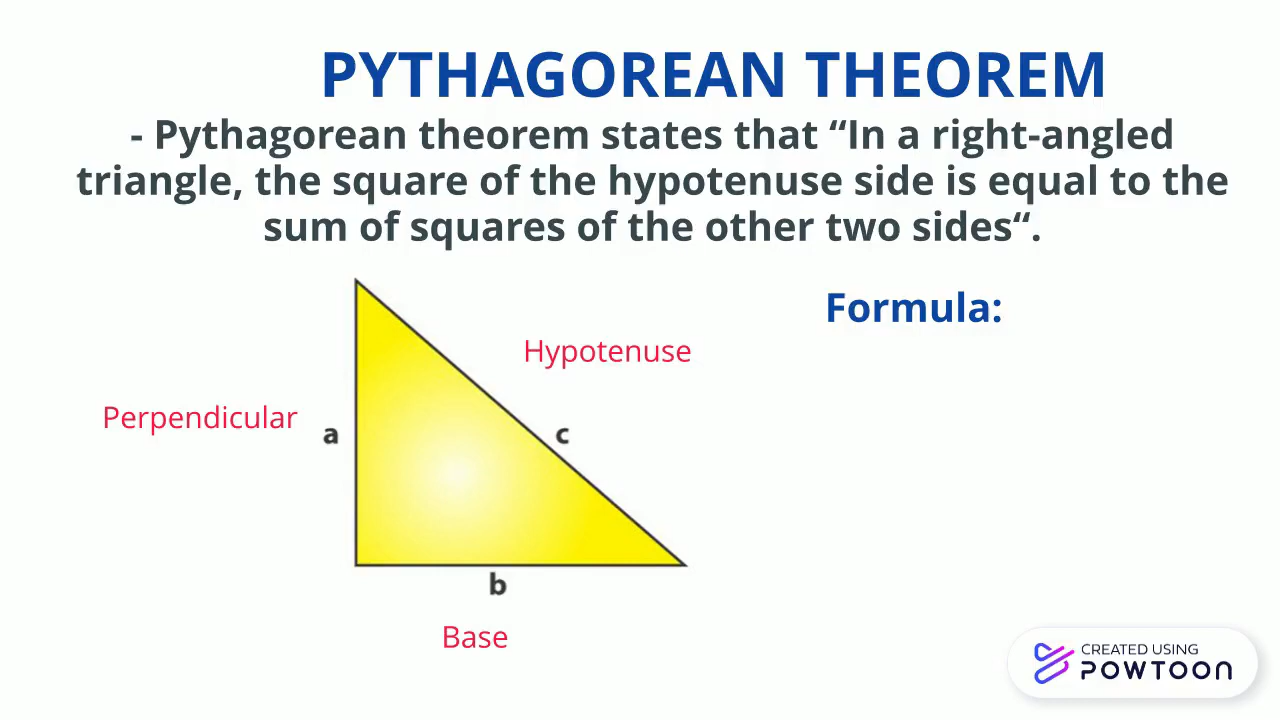 PYTHAGOREAN THEOREM
- Pythagorean theorem states that “In a right-angled
triangle, the square of the hypotenuse side is equal to the
sum of squares of the other two sides“.
Formula:
Hypotenuse
Perpendicular
a
c
b
Base
CREATED USING
POWTOON